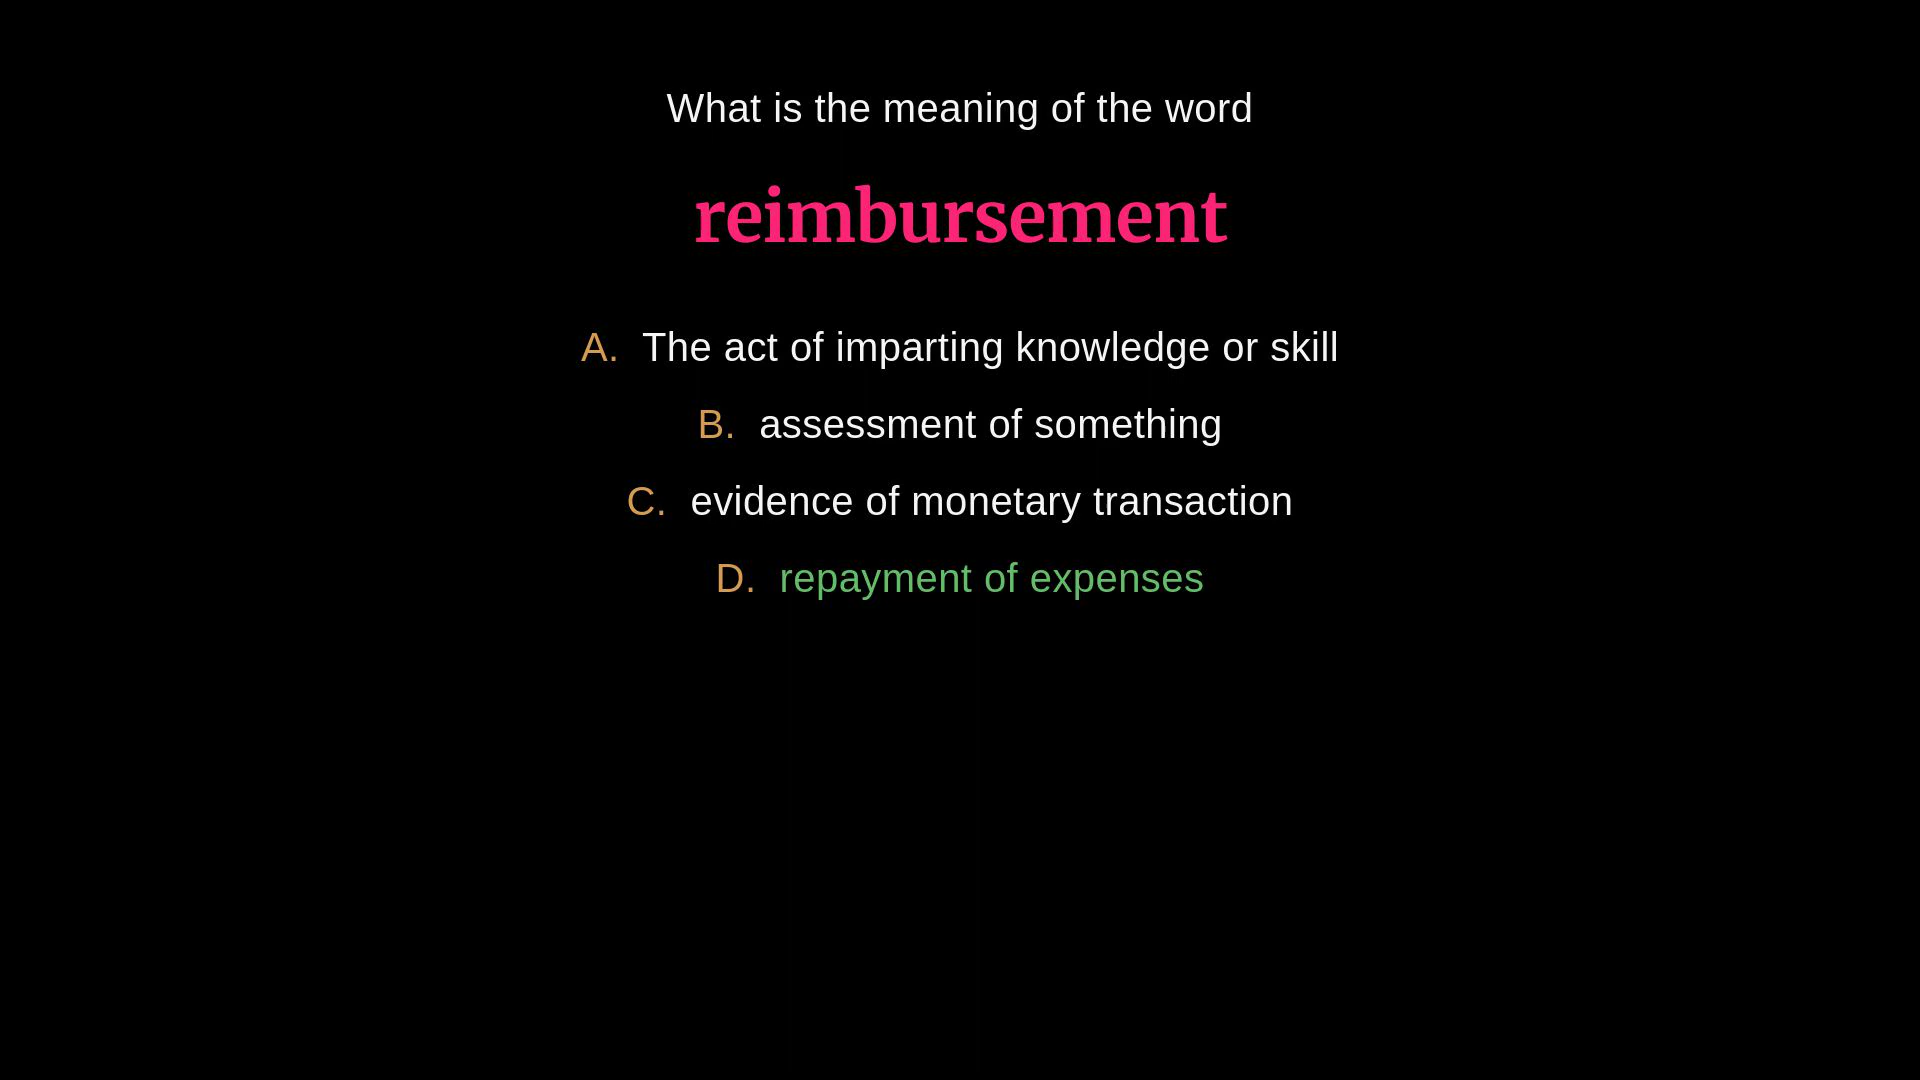 What is the meaning of the word
reimbursement
A. The act of imparting knowledge or skill
B. assessment of something
C. evidence of monetary transaction
D. repayment of expenses